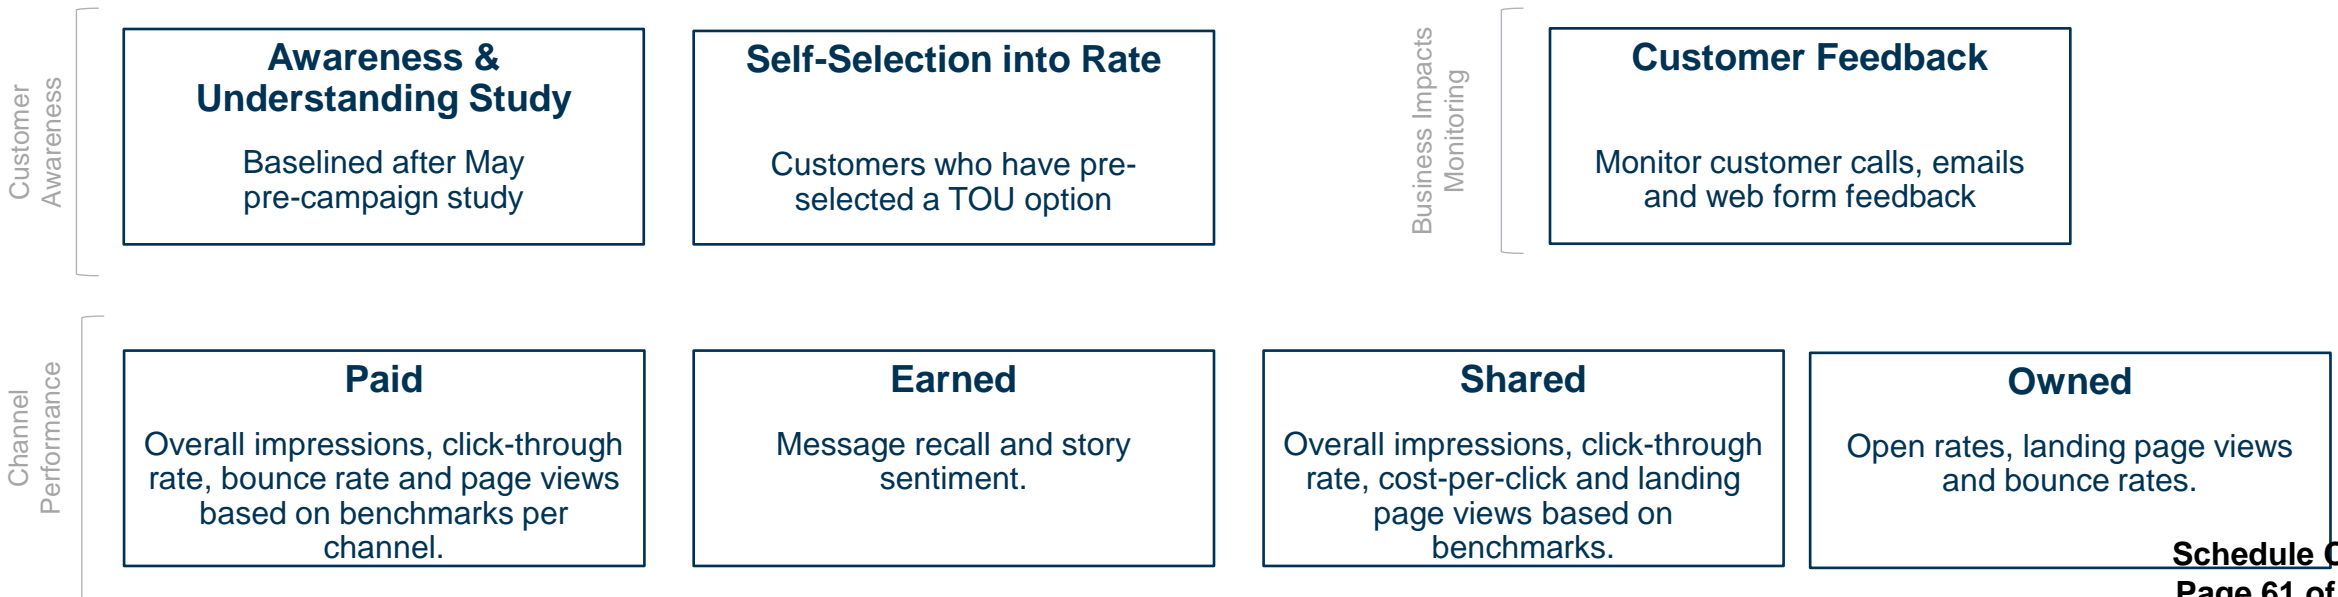 Customer
Awareness
Awareness &
Understanding Study
Baselined after May
pre-campaign study
Self-Selection into Rate
Customers who have pre-
selected a TOU option
Business Impacts
Monitoring
Customer Feedback
Monitor customer calls, emails
and web form feedback
Channel
Performance
Paid
Overall impressions, click-through
rate, bounce rate and page views
based on benchmarks per
channel.
Earned
Message recall and story
sentiment.
Shared
Overall impressions, click-through
rate, cost-per-click and landing
page views based on
benchmarks.
Owned
Open rates, landing page views
and bounce rates.
Schedule
Page 61 of